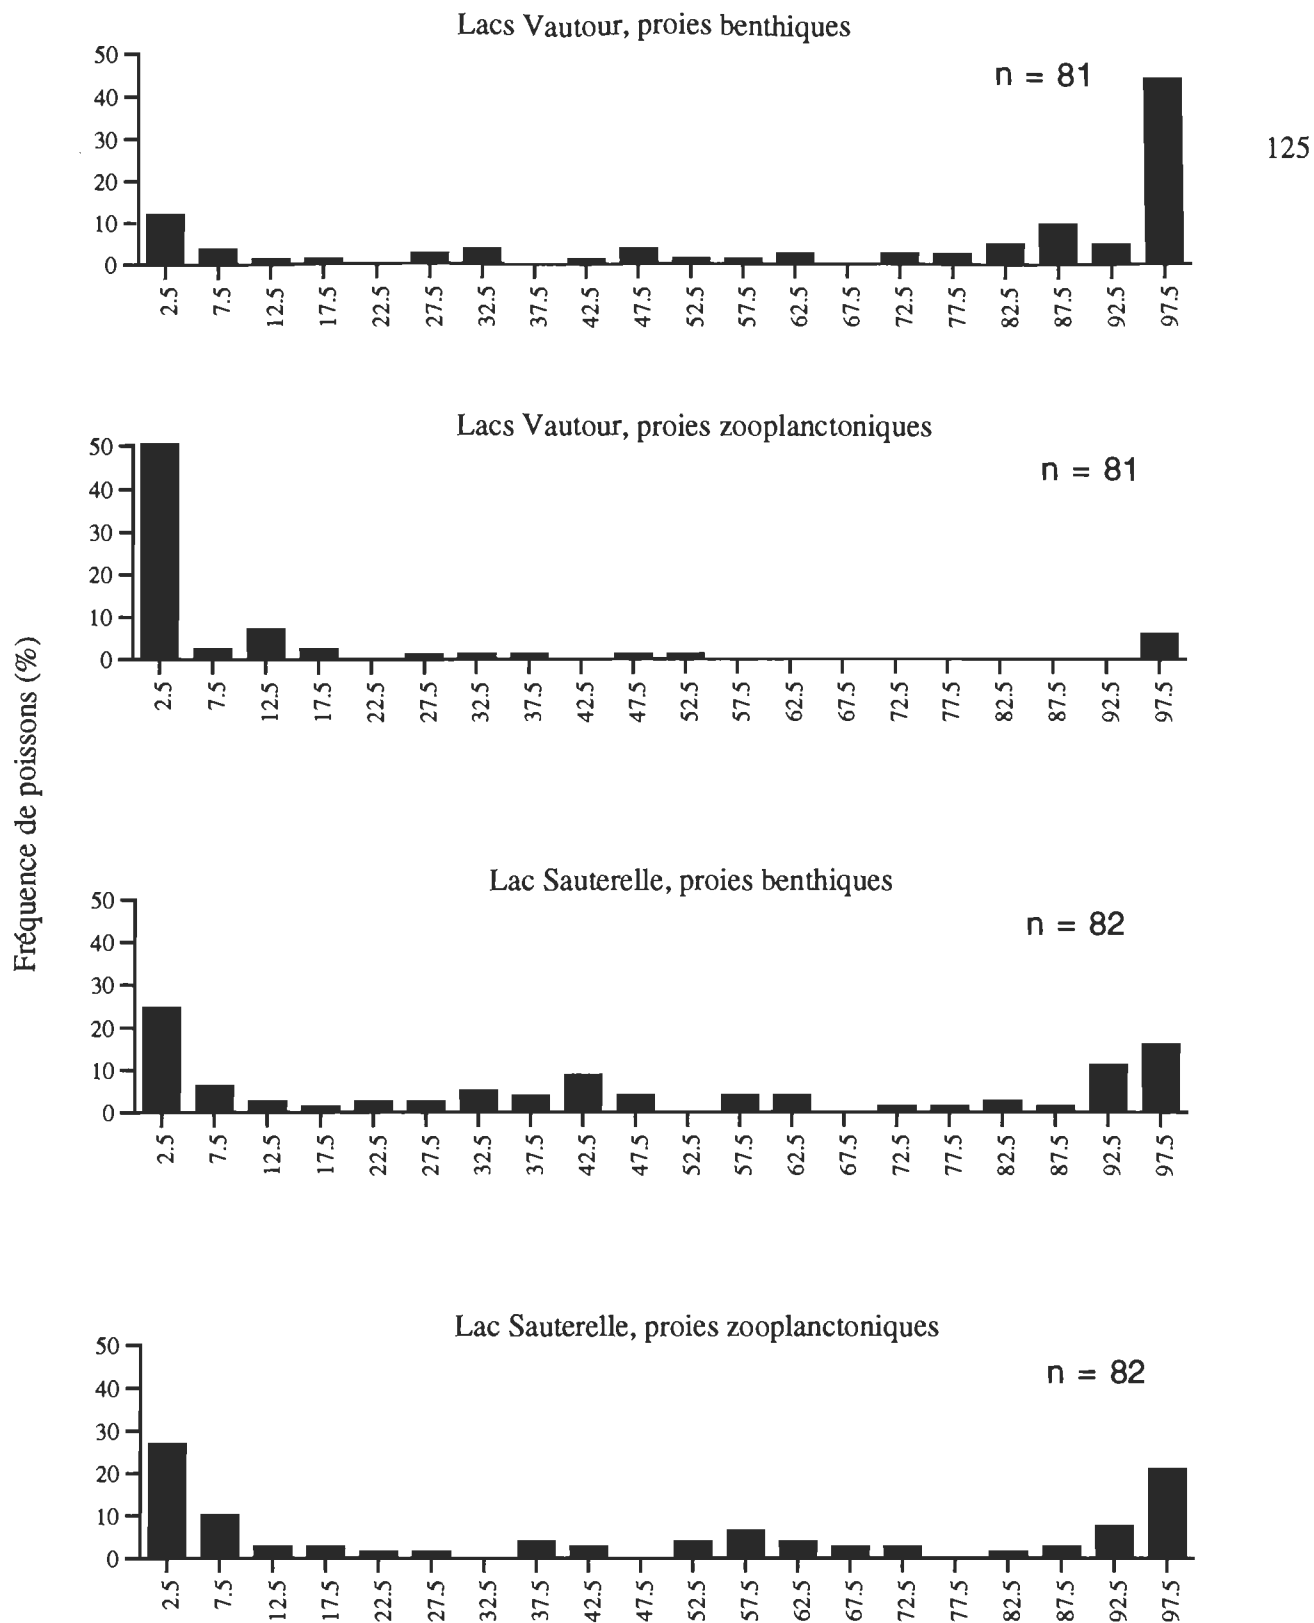 Lacs Vautour, proies benthiques
n = 81
125
50
40
30
20
10
0
2.5 7.5 12.5 17.5 22.5 27.5 32.5 37.5 42.5 47.5 52.5 57.5 62.5 67.5 72.5 77.5 82.5 87.5 92.5 97.5
Lacs Vautour, proies zooplanctoniques
n = 81
50
40
30
20
10
0
2.5 7.5 12.5 17.5 22.5 27.5 32.5 37.5 42.5 47.5 52.5 57.5 62.5 67.5 72.5 77.5 82.5 87.5 92.5 97.5
Fréquence de poissons (%)
Lac Sauterelle, proies benthiques
n = 82
50
40
30
20
10
0
2.5 7.5 12.5 17.5 22.5 27.5 32.5 37.5 42.5 47.5 52.5 57.5 62.5 67.5 72.5 77.5 82.5 87.5 92.5 97.5
Lac Sauterelle, proies zooplanctoniques
n = 82
50
40
30
20
10
0
2.5 7.5 12.5 17.5 22.5 27.5 32.5 37.5 42.5 47.5 52.5 57.5 62.5 67.5 72.5 77.5 82.5 87.5 92.5 97.5